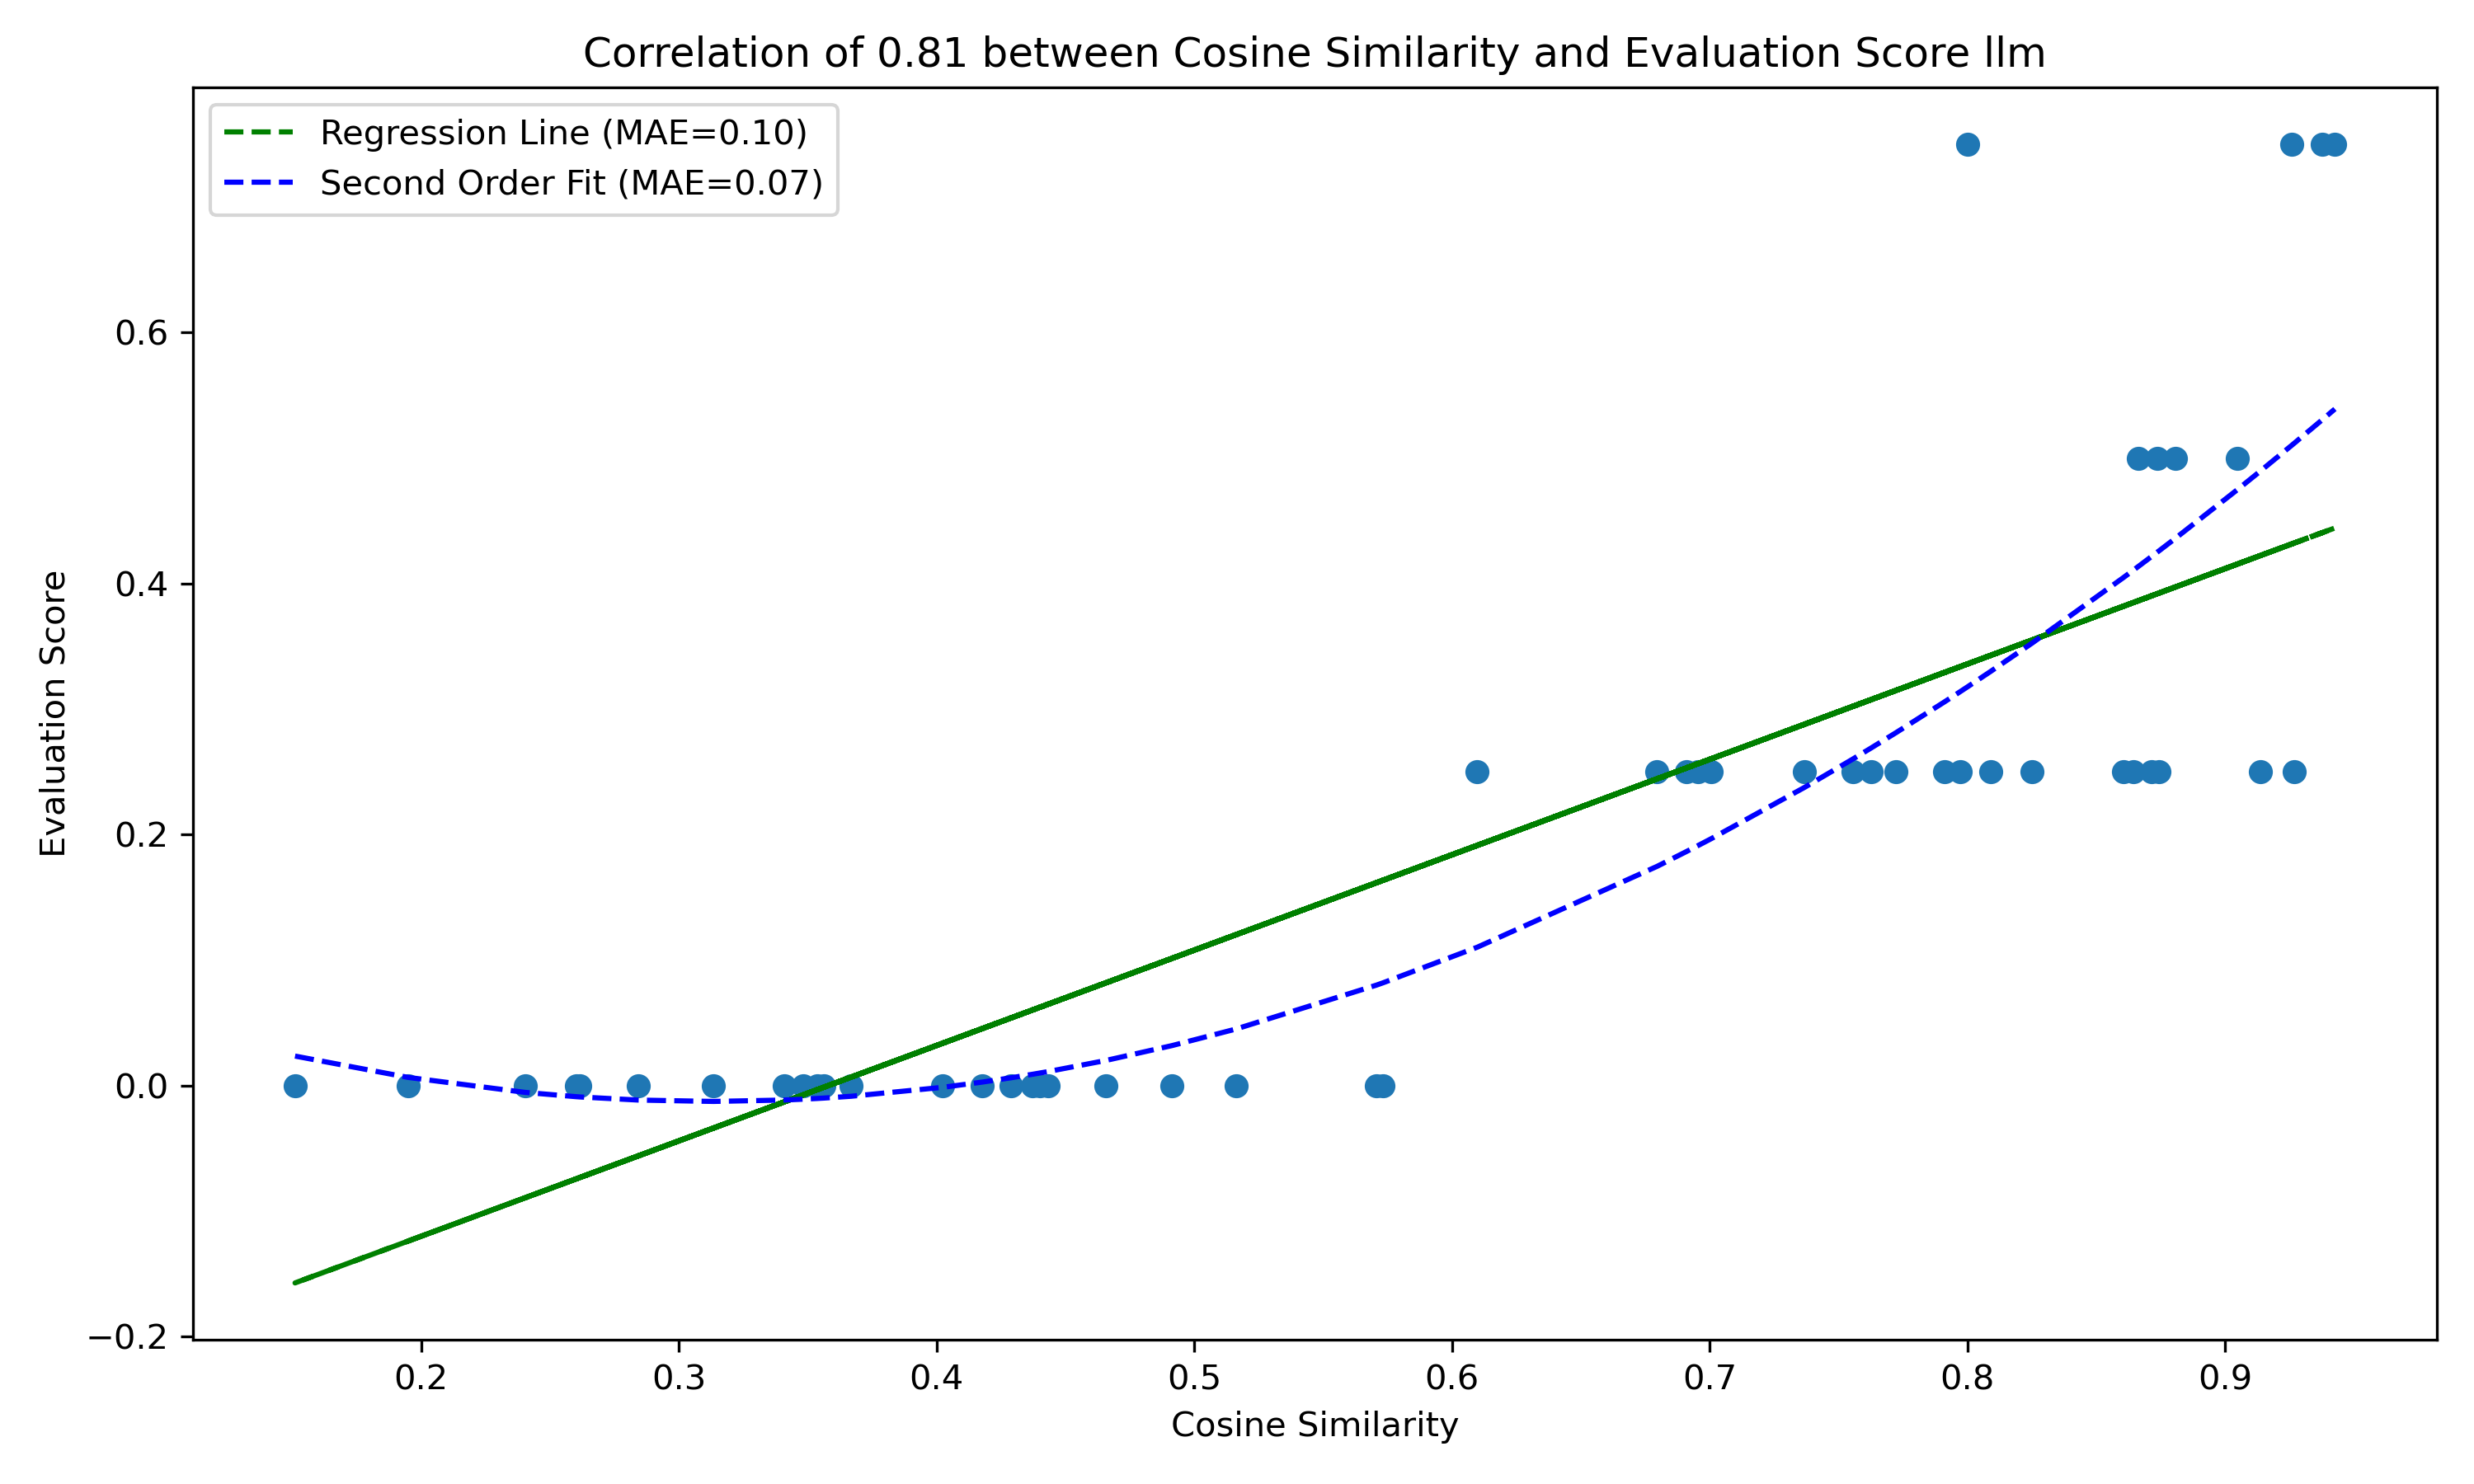 Correlation of 0.81 between Cosine Similarity and Evaluation Score llm
Regression Line (MAE=0.10)
Second Order Fit (MAE=0.07)
Evaluation Score
0.6
0.4
0.2
0.0
−0.2
0.2 0.3 0.4 0.5 0.6 0.7 0.8 0.9
Cosine Similarity